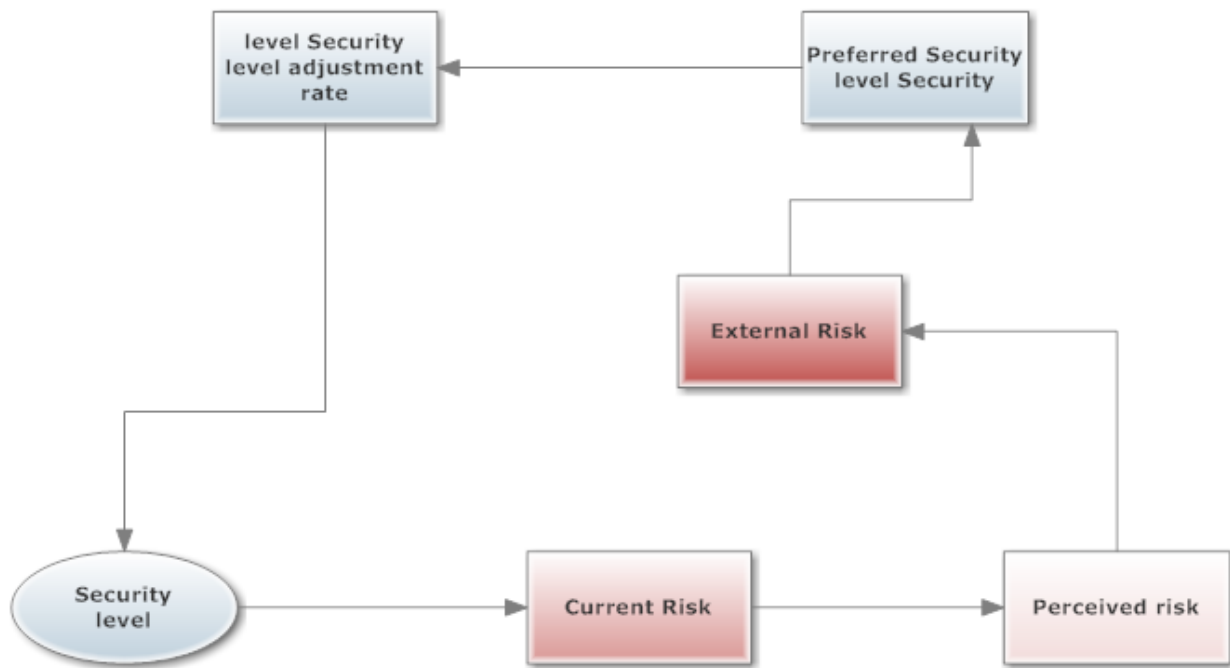 level Security
level adjustment
rate
Preferred Security
level Security
External Risk
Security
level
Current Risk
Perceived risk